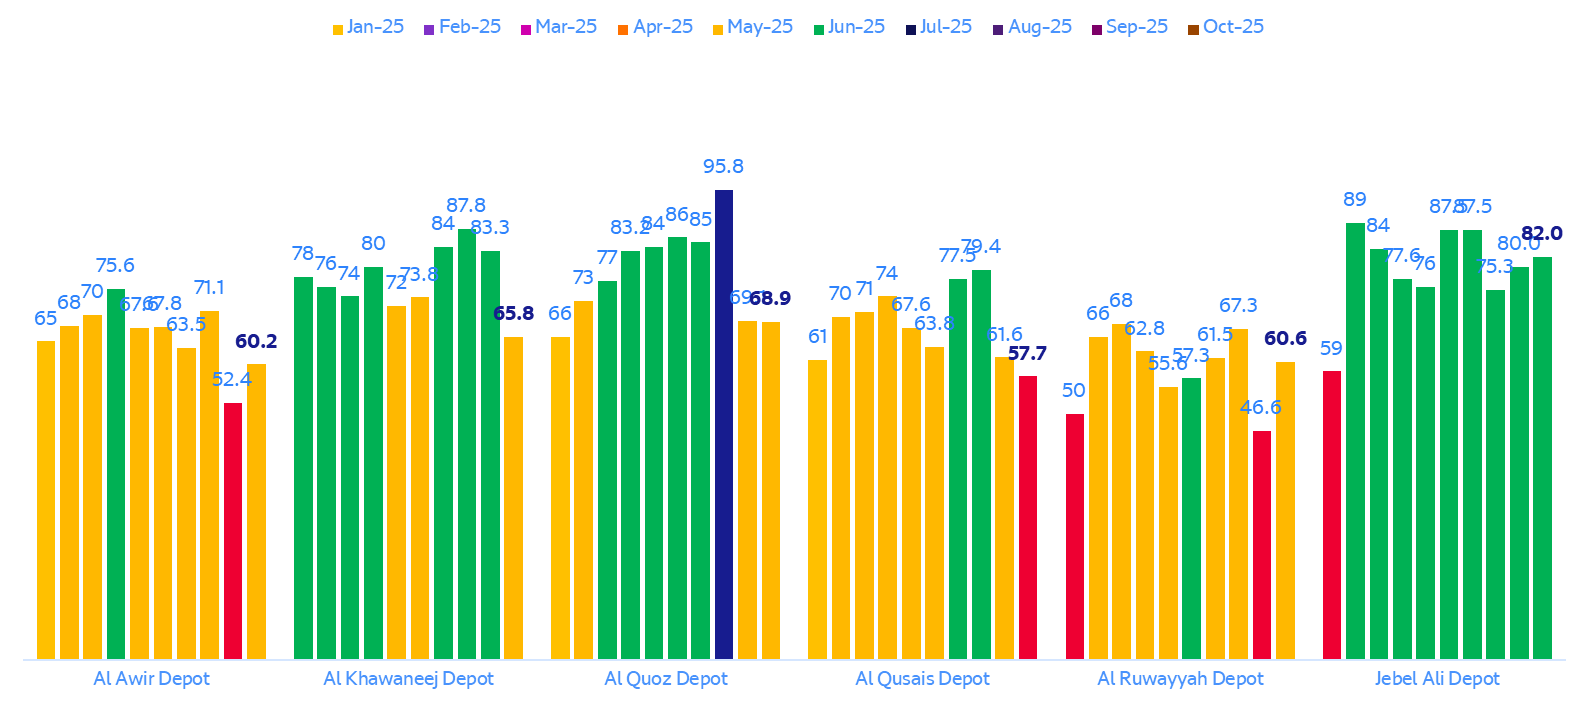 Jan-25 Feb-25 Mar-25 Apr-25 May-25 Jun-25 Jul-25 Aug-25 Sep-25 Oct-25
65 68 70 75.6 67.8 63.5 71.1 52.4 60.2
78 76 74 80 72 73.8 84 87.8 83.3 65.8
66 73 77 83.2 84 86 85 95.8 68.9
61 70 71 74 67.6 63.8 77.5 79.4 61.6 57.7
50 66 68 62.8 55.6 57.3 61.5 67.3 46.6 60.6
59 89 84 77.6 76 87.5 87.5 75.3 80.0 82.0
Al Awir Depot Al Khawaneej Depot Al Quoz Depot Al Qusais Depot Al Ruwayyah Depot Jebel Ali Depot